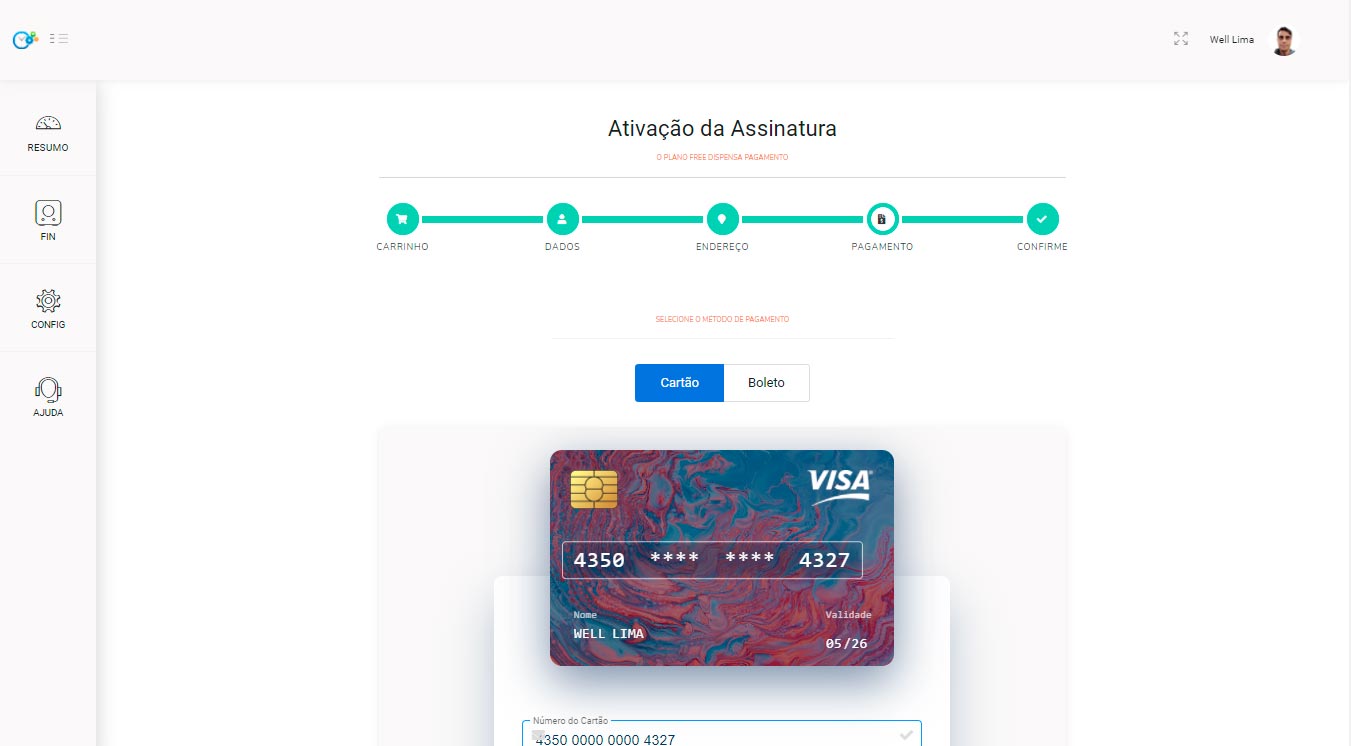 Well Lima
RESUMO
FIN
CONFIG
AJUDA
Ativação da Assinatura
O PLANO FREE DISPENSA PAGAMENTO
CARRINHO
DADOS
ENDEREÇO
PAGAMENTO
CONFIRME
SELECIONE O MÉTODO DE PAGAMENTO
Cartão
Boleto
VISA
4350 **** **** 4327
Nome
Validade
WELL LIMA
05/26
Número do Cartão
4350 0000 0000 4327